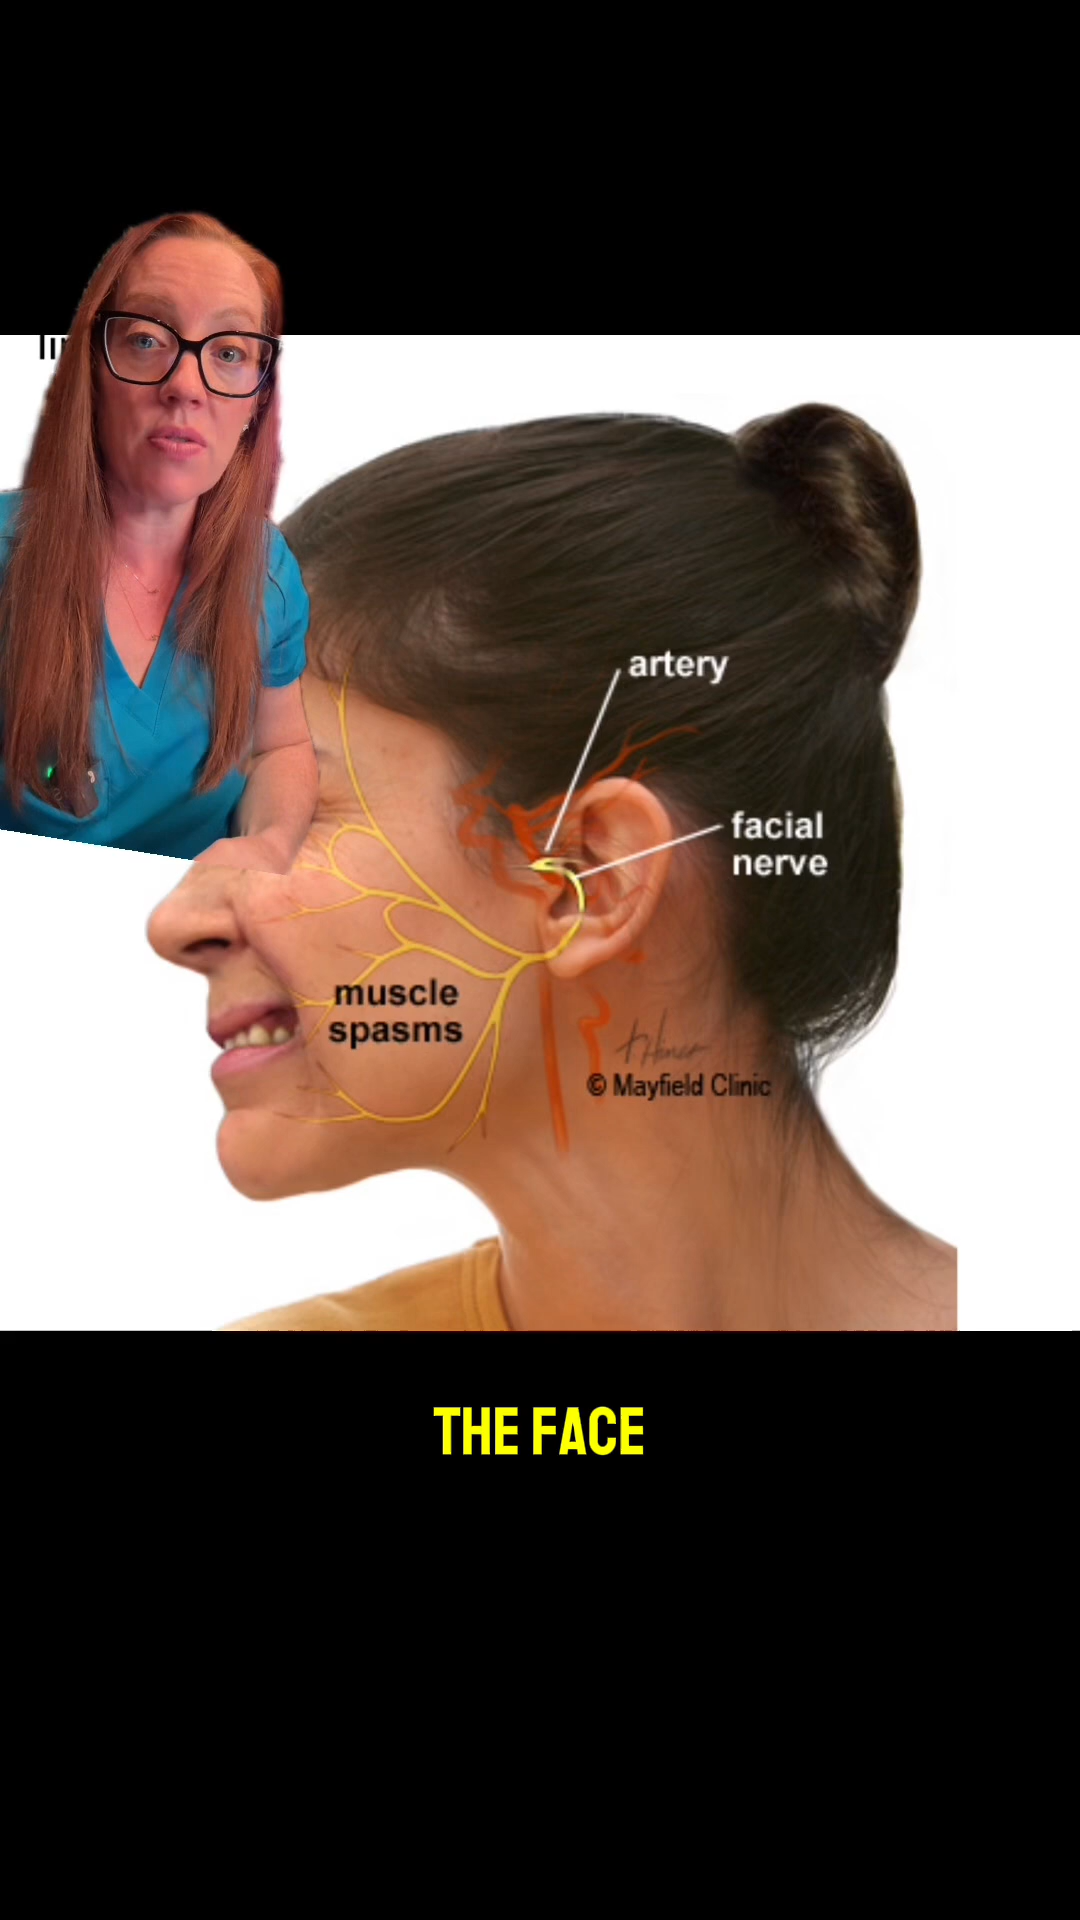 artery
facial
nerve
muscle
spasms
© Mayfield Clinic
THE FACE